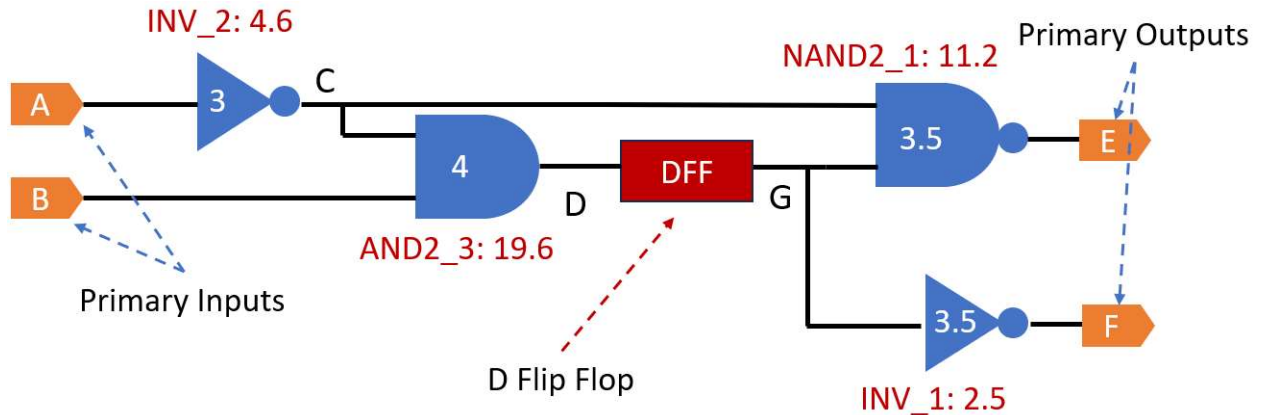 INV_2: 4.6
Primary Outputs
NAND2_1: 11.2
C
A
3
3.5
E
4
DFF
B
D
G
AND2_3: 19.6
Primary Inputs
3.5
F
D Flip Flop
INV_1: 2.5